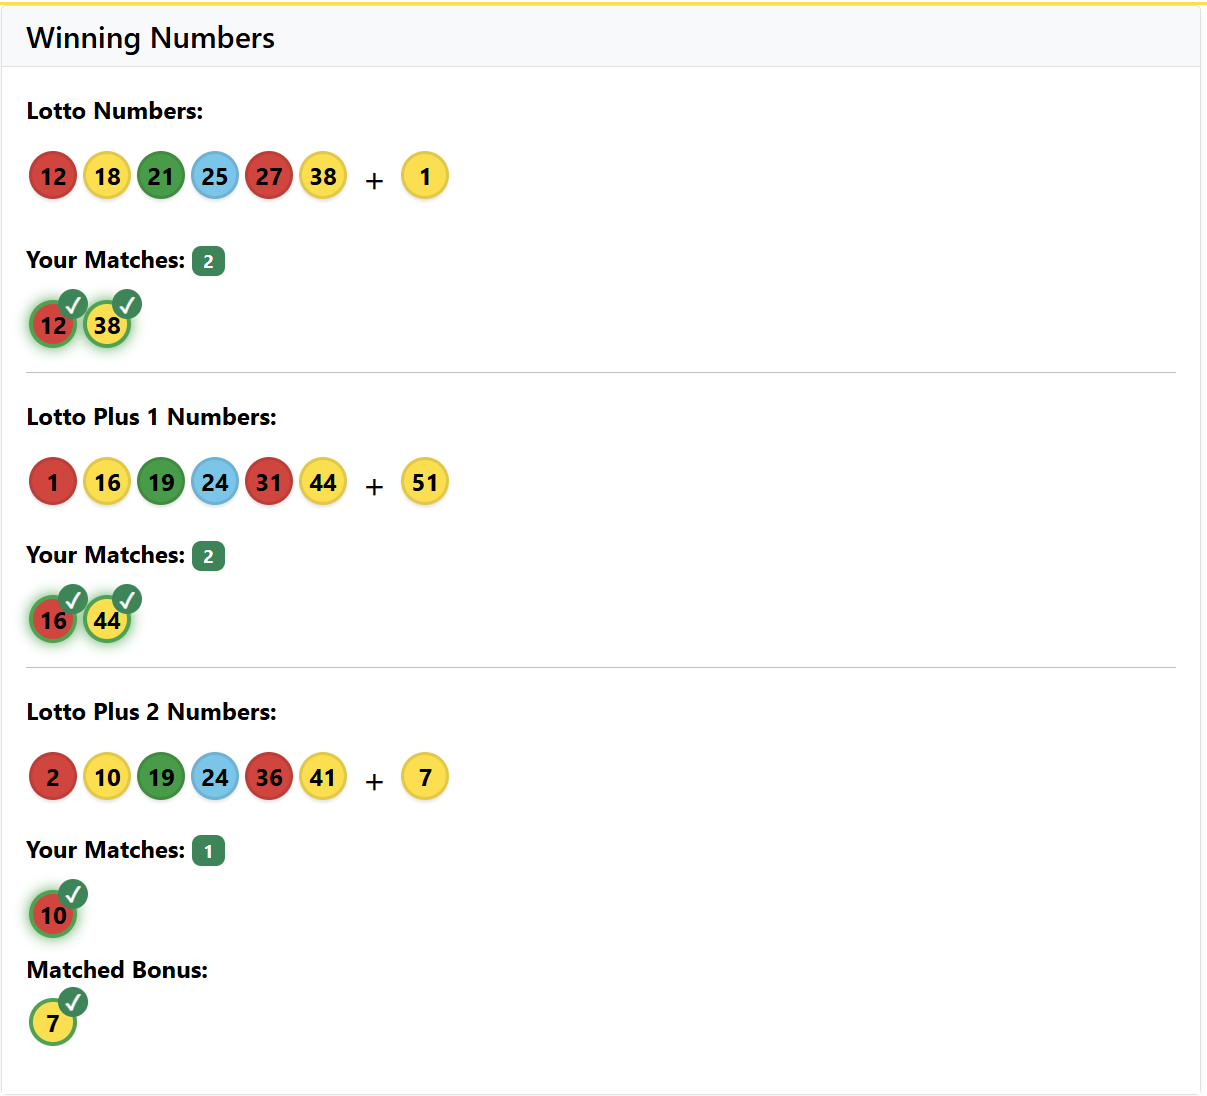 Winning Numbers
Lotto Numbers:
12 18 21 25 27 38 + 1
Your Matches: 2
12 38
Lotto Plus 1 Numbers:
1 16 19 24 31 44 + 51
Your Matches: 2
16 44
Lotto Plus 2 Numbers:
2 10 19 24 36 41 + 7
Your Matches: 1
10
Matched Bonus:
7